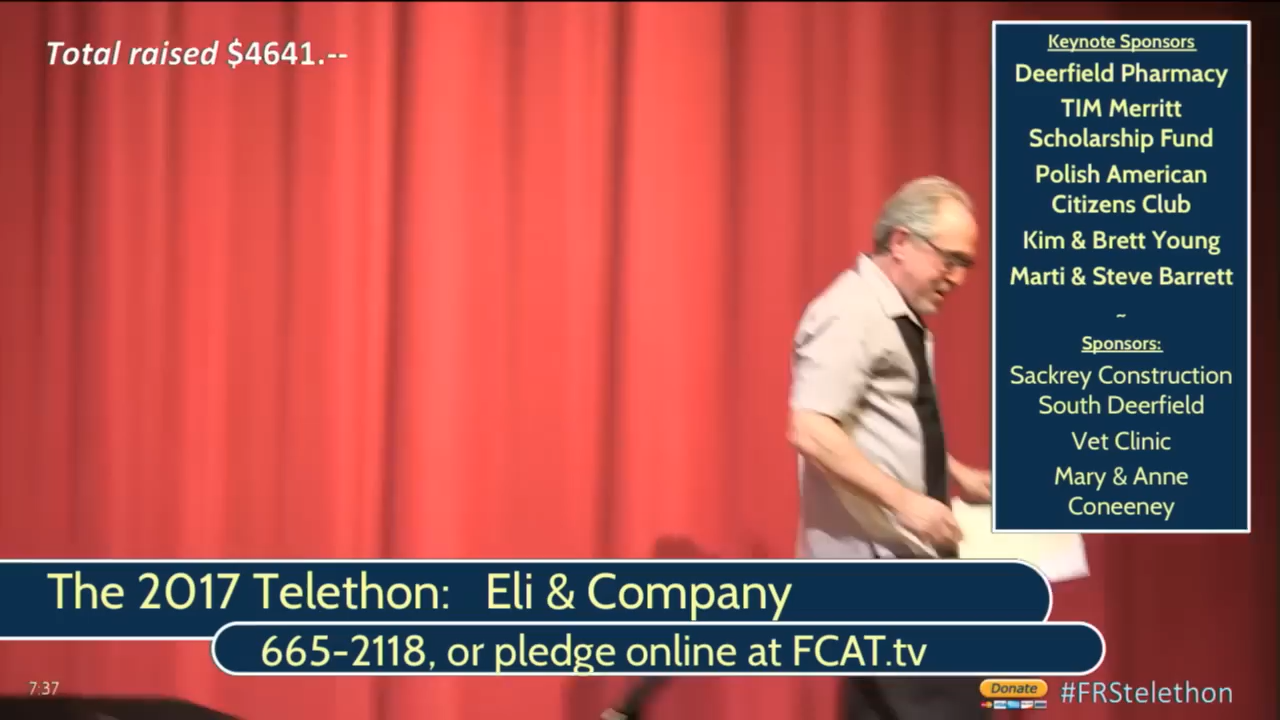 Total raised $4641.--
Keynote Sponsors
Deerfield Pharmacy
TIM Merritt
Scholarship Fund
Polish American
Citizens Club
Kim & Brett Young
Marti & Steve Barrett
~
Sponsors:
Sackrey Construction
South Deerfield
Vet Clinic
Mary & Anne
Coneeney
The 2017 Telethon: Eli & Company
665-2118, or pledge online at FCAT.tv
7:37
Donate
#FRStelethon